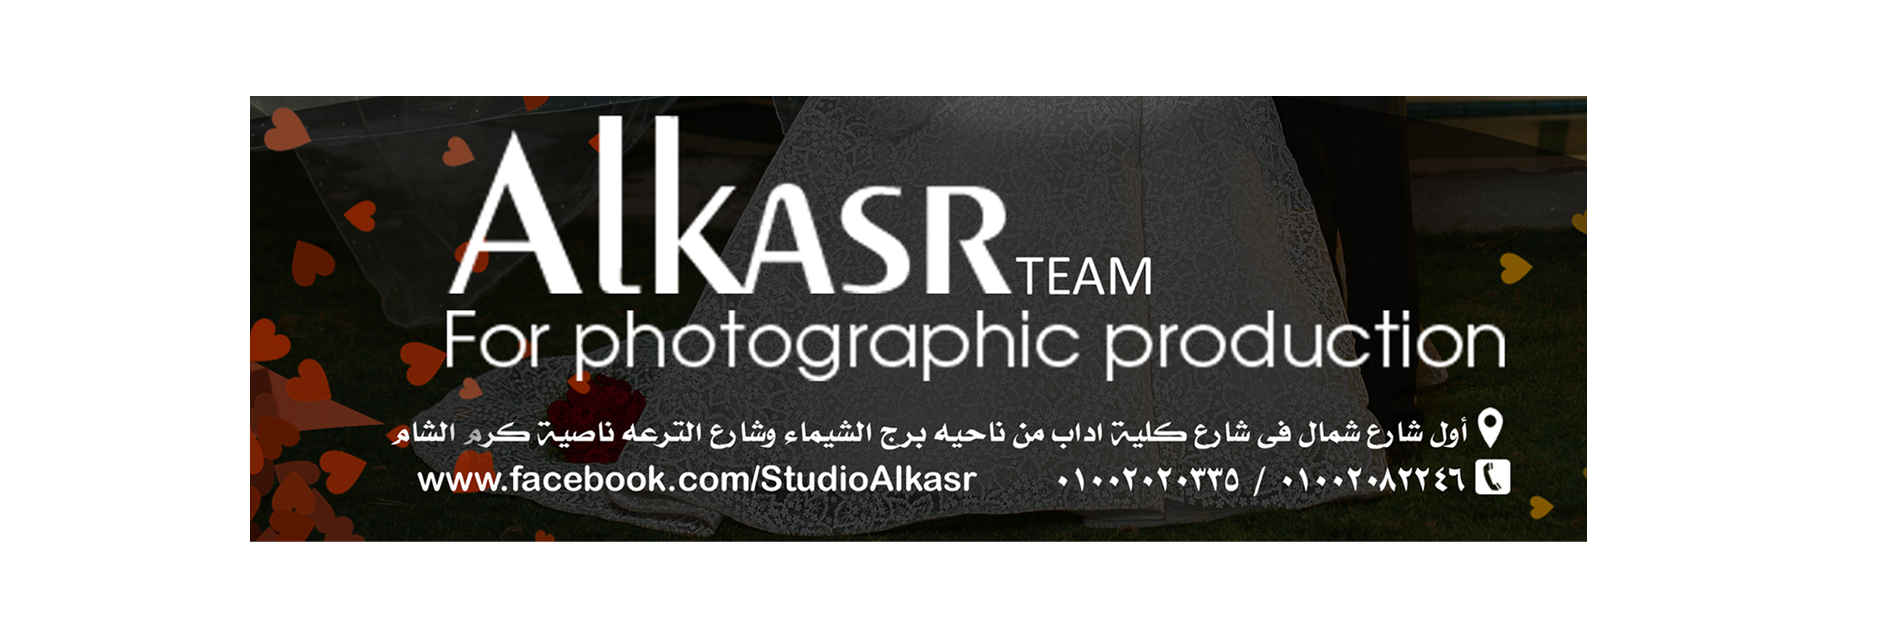 Alkasr TEAM
For photographic production
أول شارع شمال فى شارع كلية اداب من ناحيه برج الشيماء وشارع الترعه ناصية كرم الشام
٠١٠٠٢٠٨٢٢٤٦ / ٠١٠٠٢٠٢٠٣٣٥
www.facebook.com/StudioAlkasr